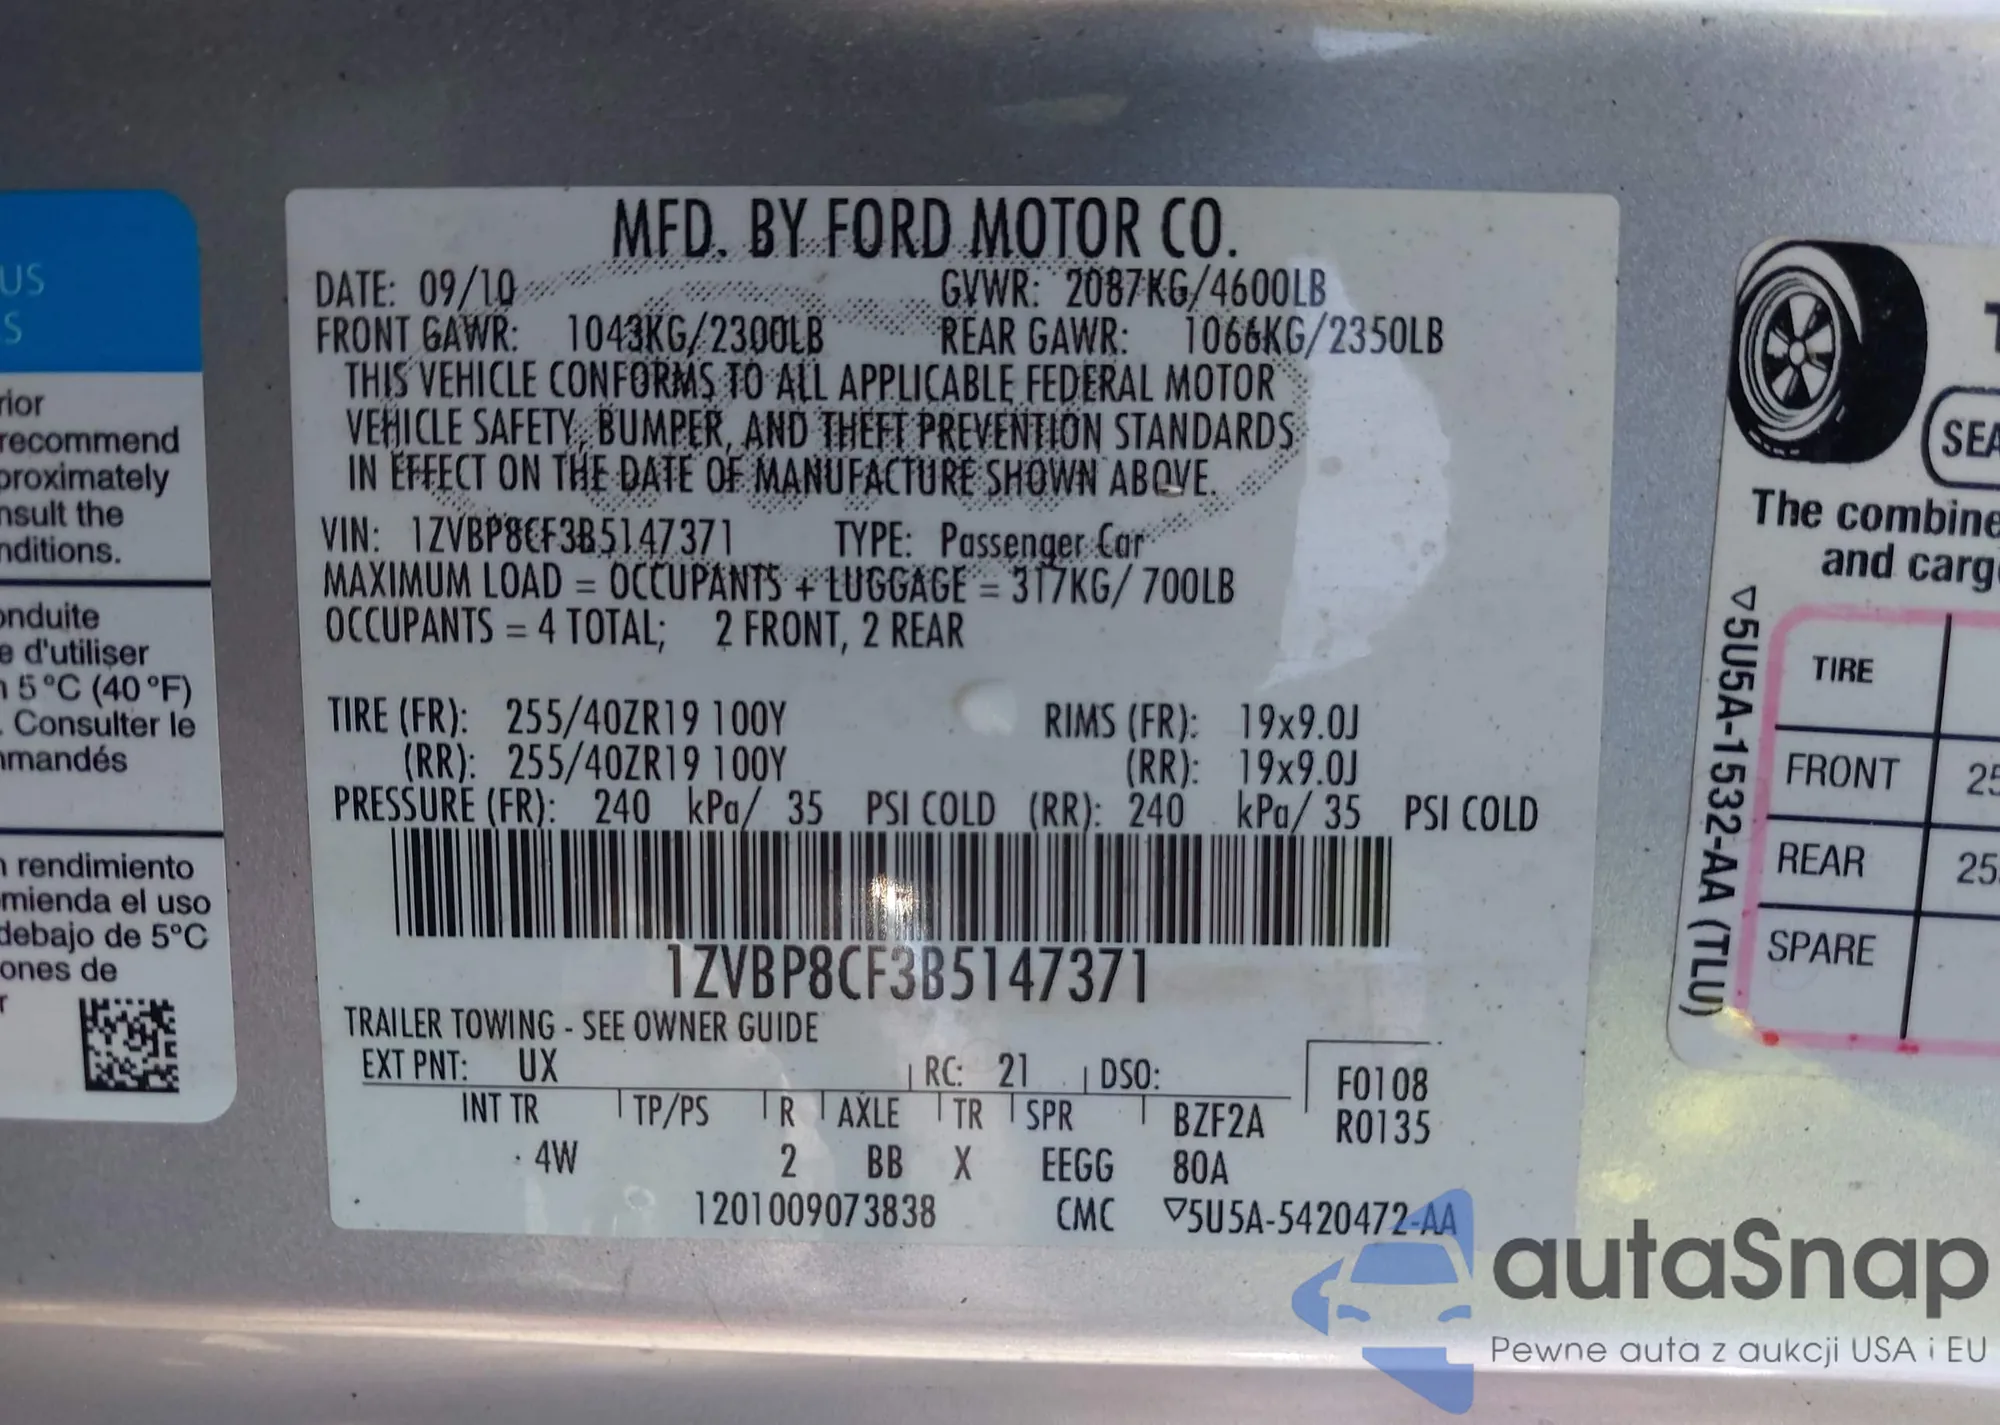 US
S
rior
recommend
proximately
nsult the
nditions.
onduite
e d'utiliser
n 5°C (40°F)
. Consulter le
mmandés
n rendimiento
mienda el uso
debajo de 5°C
ones de
r
MFD. BY FORD MOTOR CO.
DATE: 09/10 GVWR: 2087KG/4600LB
FRONT GAWR: 1043KG/2300LB REAR GAWR: 1066KG/2350LB
THIS VEHICLE CONFORMS TO ALL APPLICABLE FEDERAL MOTOR
VEHICLE SAFETY, BUMPER, AND THEFT PREVENTION STANDARDS
IN EFFECT ON THE DATE OF MANUFACTURE SHOWN ABOVE.
VIN: 1ZVBP8CF3B5147371 TYPE: Passenger Car
MAXIMUM LOAD = OCCUPANTS + LUGGAGE = 317KG/ 700LB
OCCUPANTS = 4 TOTAL; 2 FRONT, 2 REAR
TIRE (FR): 255/40ZR19 100Y RIMS (FR): 19x9.0J
(RR): 255/40ZR19 100Y (RR): 19x9.0J
PRESSURE (FR): 240 kPa/ 35 PSI COLD (RR): 240 kPa/ 35 PSI COLD
1ZVBP8CF3B5147371
TRAILER TOWING - SEE OWNER GUIDE
EXT PNT: UX RC: 21 DSO:
INT TR TP/PS R AXLE TR SPR BZF2A
4W 2 BB X EEGG 80A
F0108
R0135
1201009073838 CMC ▽5U5A-5420472-AA
T
SEA
The combine
and carg
▽5U5A-1532-AA (TLU)
TIRE
FRONT 25
REAR 25
SPARE
autaSnap
Pewne auta z aukcji USA i EU